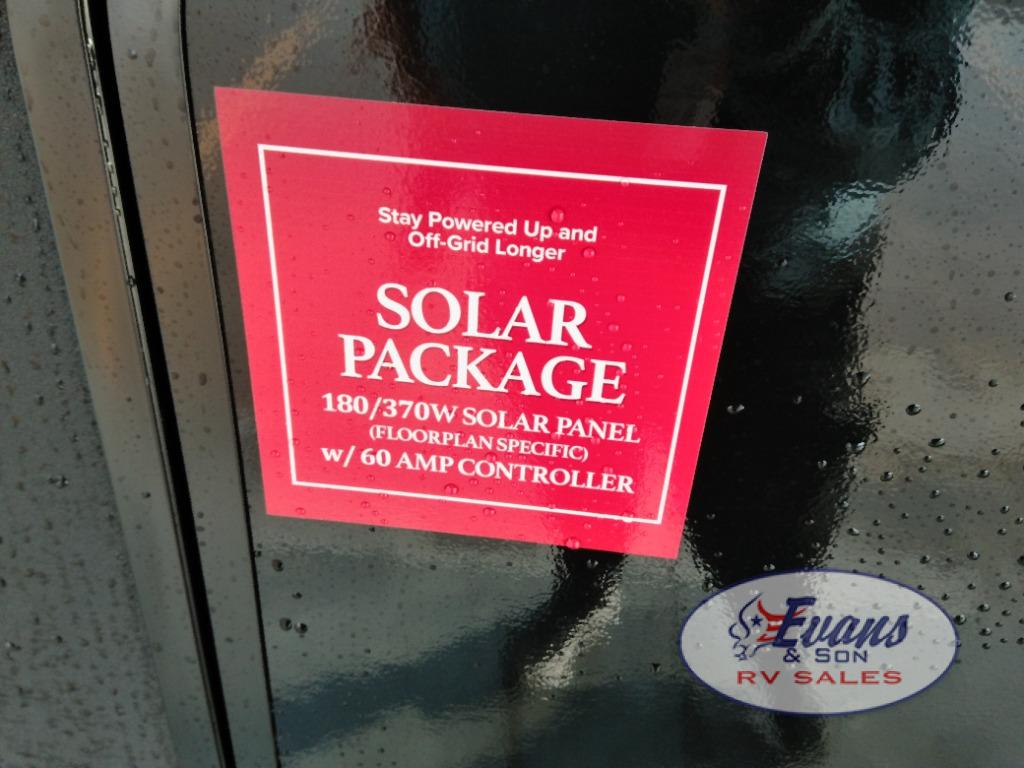 Stay Powered Up and
Off-Grid Longer
SOLAR
PACKAGE
180/370W SOLAR PANEL
(FLOORPLAN SPECIFIC)
w/ 60 AMP CONTROLLER
Evans
& SON
RV SALES